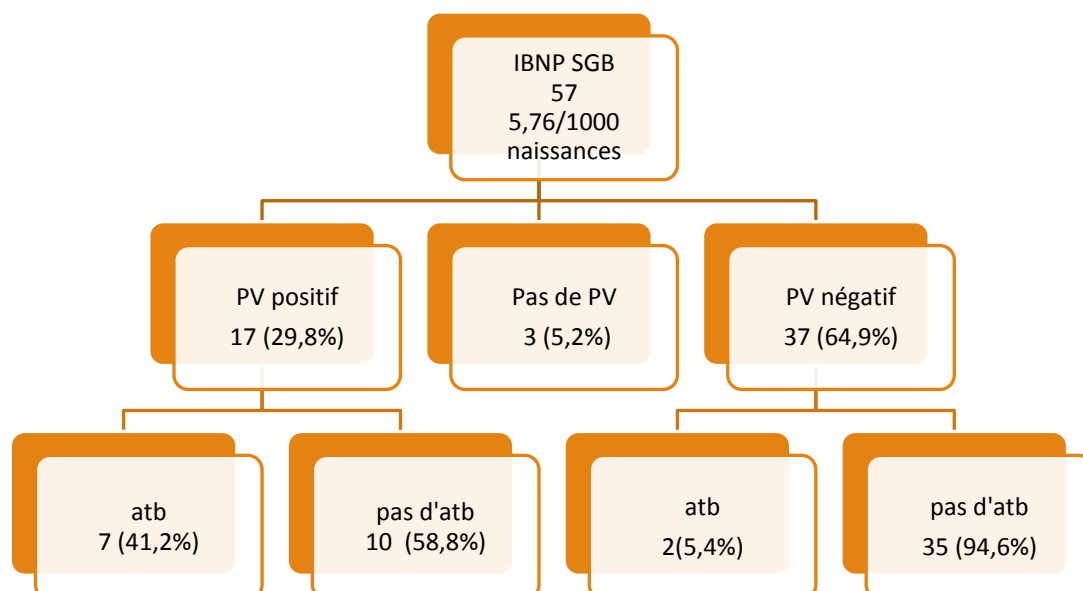 IBNP SGB
57
5,76/1000
naissances
PV positif
17 (29,8%)
Pas de PV
3 (5,2%)
PV négatif
37 (64,9%)
atb
7 (41,2%)
pas d'atb
10 (58,8%)
atb
2(5,4%)
pas d'atb
35 (94,6%)